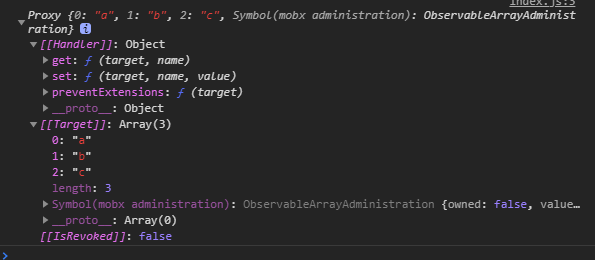 index.js:5
Proxy {0: "a", 1: "b", 2: "c", Symbol(mobx administration): ObservableArrayAdminist
ration} i
[[Handler]]: Object
get: ƒ (target, name)
set: ƒ (target, name, value)
preventExtensions: ƒ (target)
__proto__: Object
[[Target]]: Array(3)
0: "a"
1: "b"
2: "c"
length: 3
Symbol(mobx administration): ObservableArrayAdministration {owned: false, value…
__proto__: Array(0)
[[IsRevoked]]: false
>